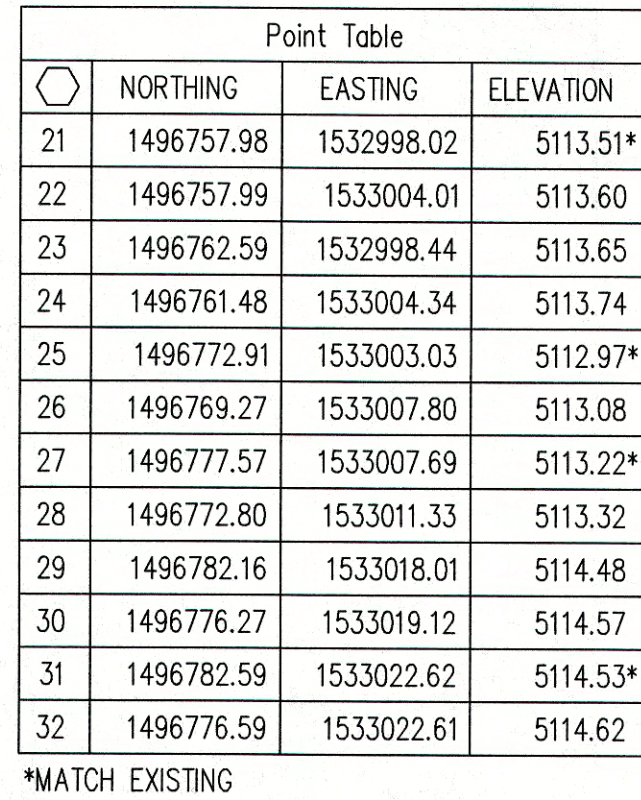 Point Table
NORTHING EASTING ELEVATION
21 1496757.98 1532998.02 5113.51*
22 1496757.99 1533004.01 5113.60
23 1496762.59 1532998.44 5113.65
24 1496761.48 1533004.34 5113.74
25 1496772.91 1533003.03 5112.97*
26 1496769.27 1533007.80 5113.08
27 1496777.57 1533007.69 5113.22*
28 1496772.80 1533011.33 5113.32
29 1496782.16 1533018.01 5114.48
30 1496776.27 1533019.12 5114.57
31 1496782.59 1533022.62 5114.53*
32 1496776.59 1533022.61 5114.62
*MATCH EXISTING